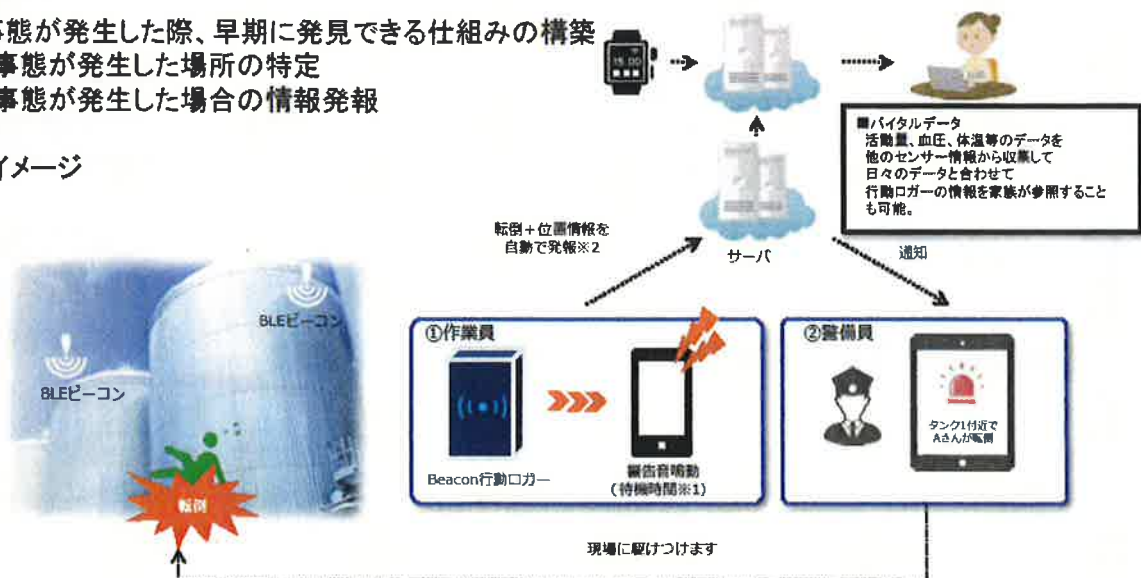 事態が発生した際、早期に発見できる仕組みの構築
事態が発生した場所の特定
事態が発生した場合の情報発報
イメージ
15:00
■バイタルデータ
活動量、血圧、体温等のデータを
他のセンサー情報から収集して
日々のデータと合わせて
行動ロガーの情報を家族が参照すること
も可能。
転倒+位置情報を
自動で発報※2
サーバ
通知
BLEビーコン
BLEビーコン
転倒
①作業員
Beacon行動ロガー
警告音鳴動
(待機時間※1)
②警備員
タンク1付近で
Aさんが転倒
現場に駆けつけます